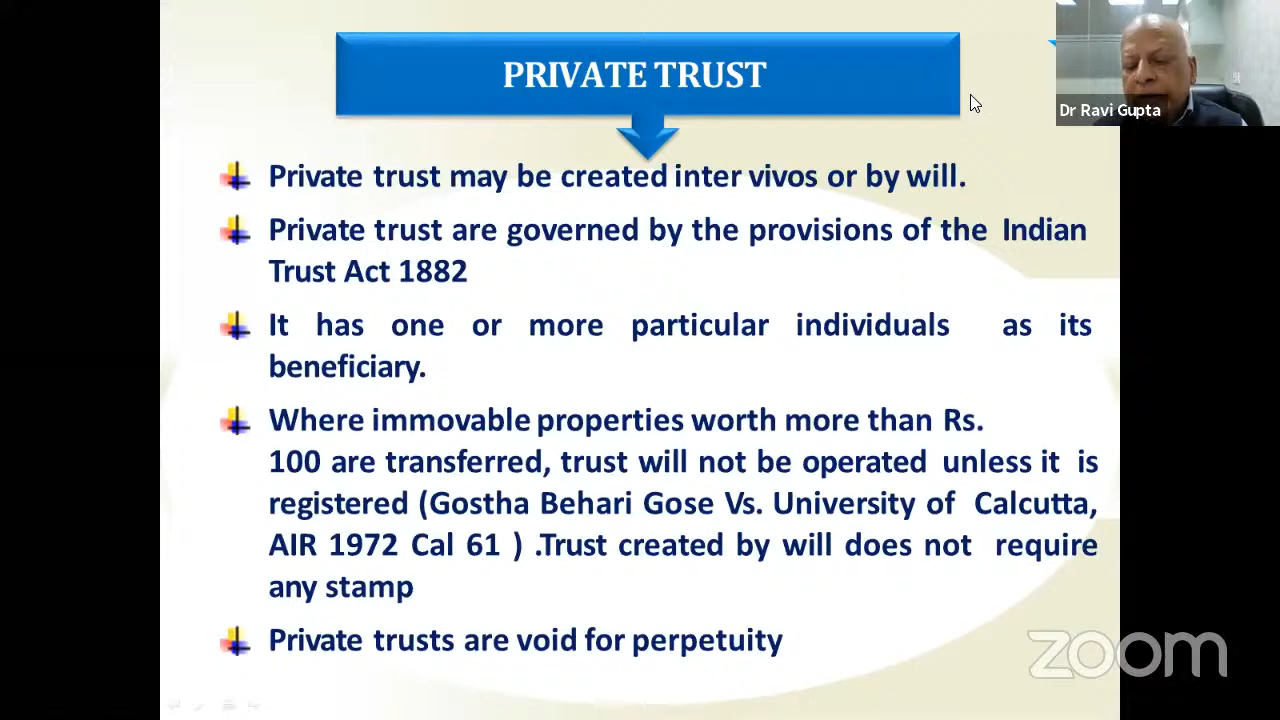 PRIVATE TRUST
Dr Ravi Gupta
Private trust may be created inter vivos or by will.
Private trust are governed by the provisions of the Indian
Trust Act 1882
It has one or more particular individuals as its
beneficiary.
Where immovable properties worth more than Rs.
100 are transferred, trust will not be operated unless it is
registered (Gostha Behari Gose Vs. University of Calcutta,
AIR 1972 Cal 61 ) .Trust created by will does not require
any stamp
Private trusts are void for perpetuity
zoom